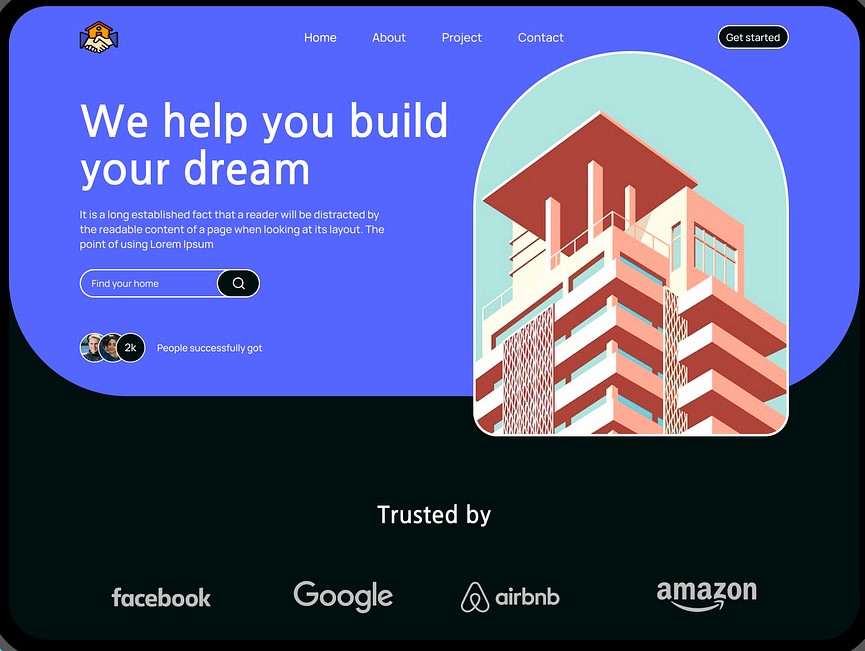 Home
About
Project
Contact
Get started
We help you build
your dream
It is a long established fact that a reader will be distracted by
the readable content of a page when looking at its layout. The
point of using Lorem Ipsum
Find your home
2k
People successfully got
Trusted by
facebook
Google
airbnb
amazon